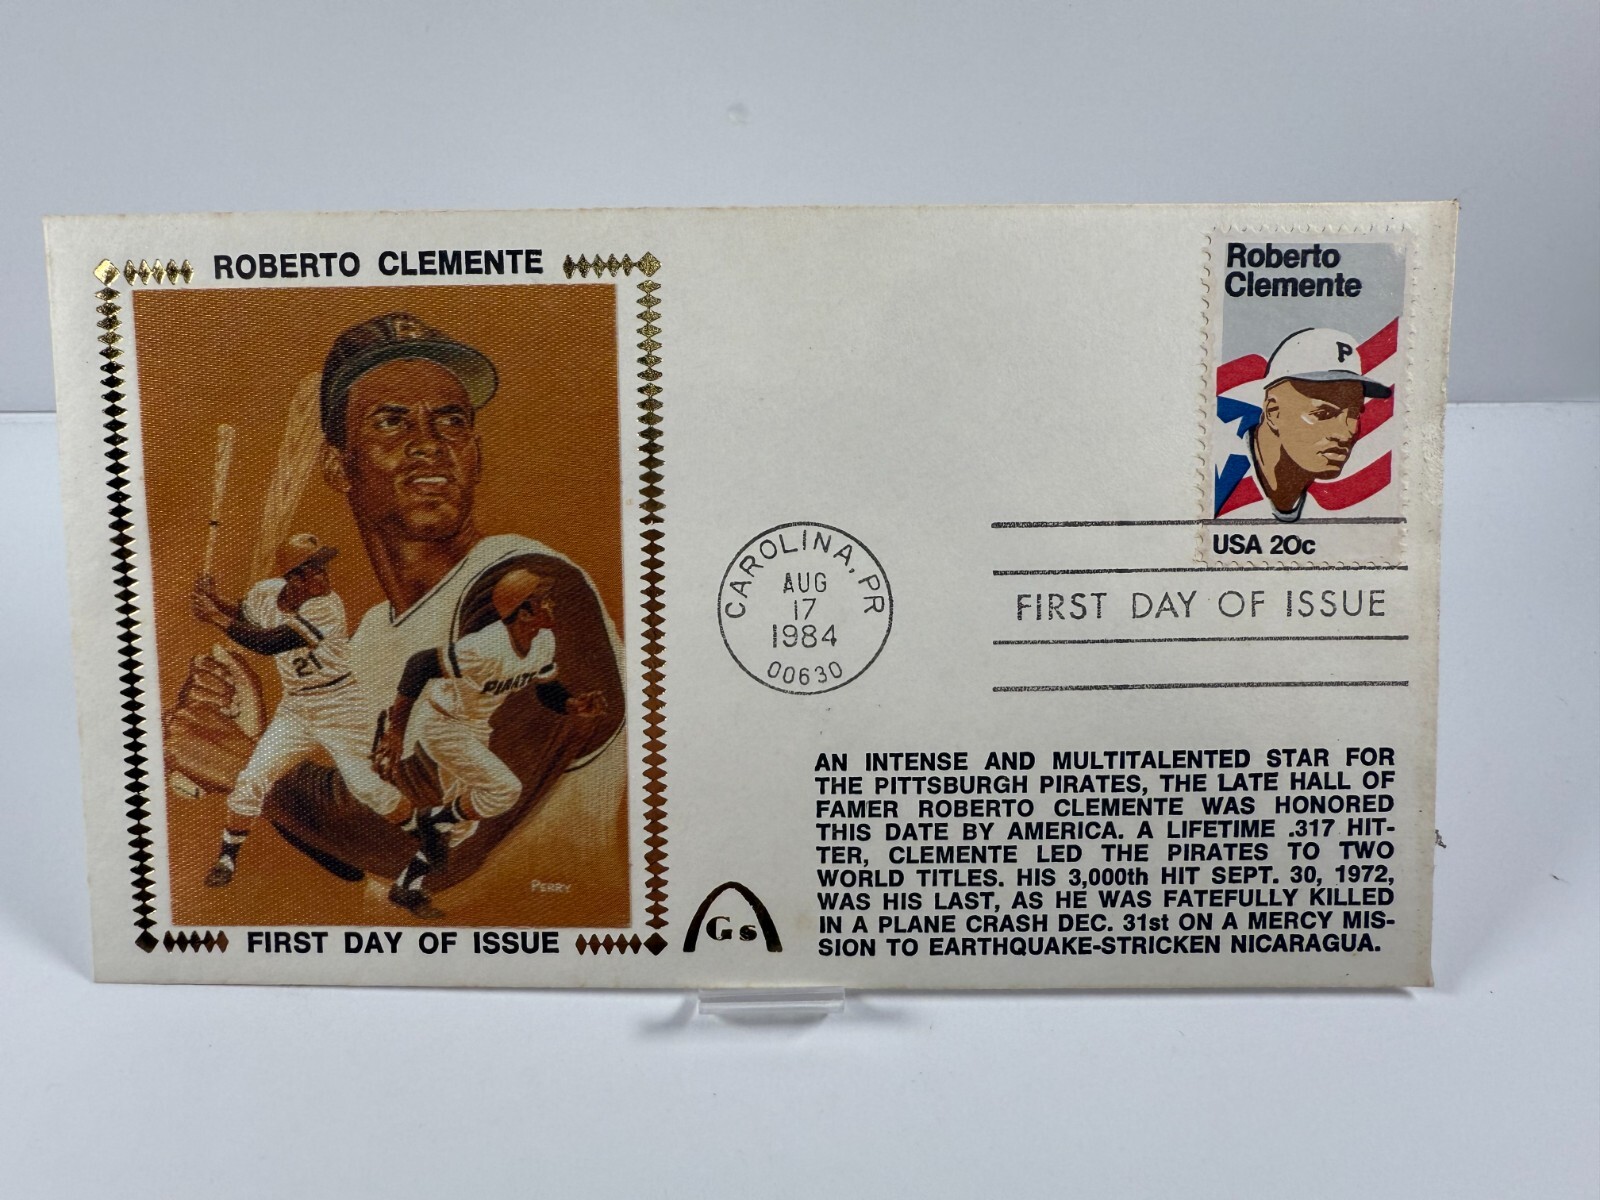 ROBERTO CLEMENTE
21
PIRATE
PERRY
FIRST DAY OF ISSUE
Roberto
Clemente
P
USA 20c
CAROLINA, PR
AUG
17
1984
00630
FIRST DAY OF ISSUE
Gs
AN INTENSE AND MULTITALENTED STAR FOR
THE PITTSBURGH PIRATES, THE LATE HALL OF
FAMER ROBERTO CLEMENTE WAS HONORED
THIS DATE BY AMERICA. A LIFETIME .317 HIT-
TER, CLEMENTE LED THE PIRATES TO TWO
WORLD TITLES. HIS 3,000th HIT SEPT. 30, 1972,
WAS HIS LAST, AS HE WAS FATEFULLY KILLED
IN A PLANE CRASH DEC. 31st ON A MERCY MIS-
SION TO EARTHQUAKE-STRICKEN NICARAGUA.